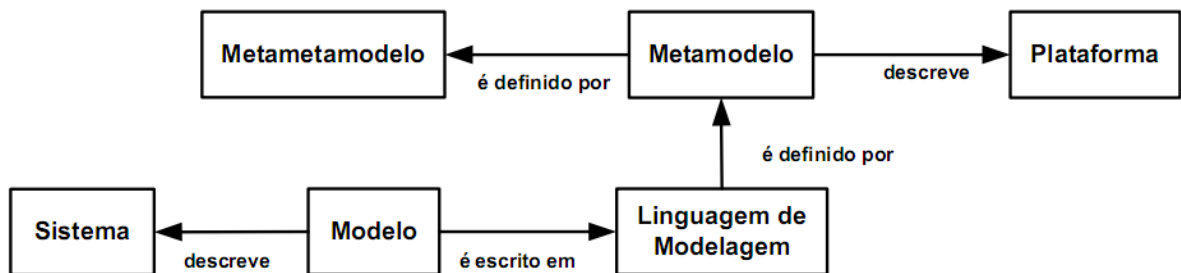 Metametamodelo
é definido por
Metamodelo
descreve
Plataforma
é definido por
Sistema
descreve
Modelo
é escrito em
Linguagem de
Modelagem